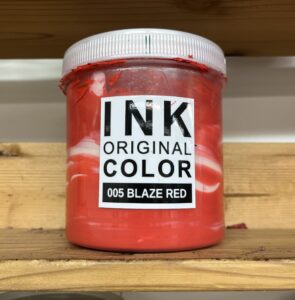 INK
ORIGINAL
COLOR
005 BLAZE RED